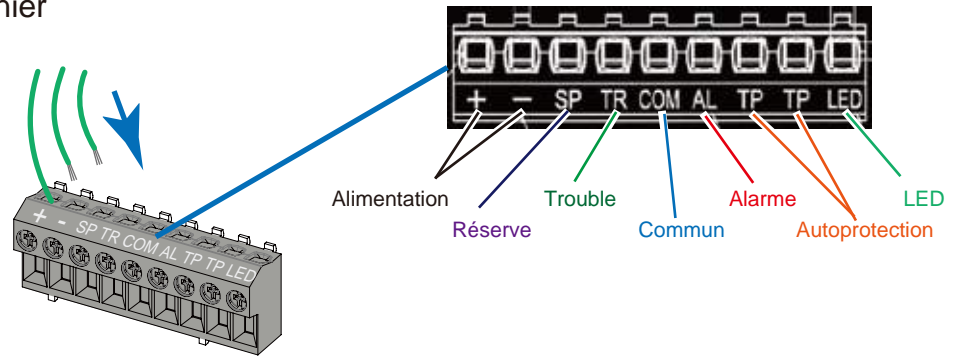 nier
+ − SP TR COM AL TP TP LED
Alimentation Trouble Alarme LED
Réserve Commun Autoprotection
+ - SP TR COM AL TP TP LED